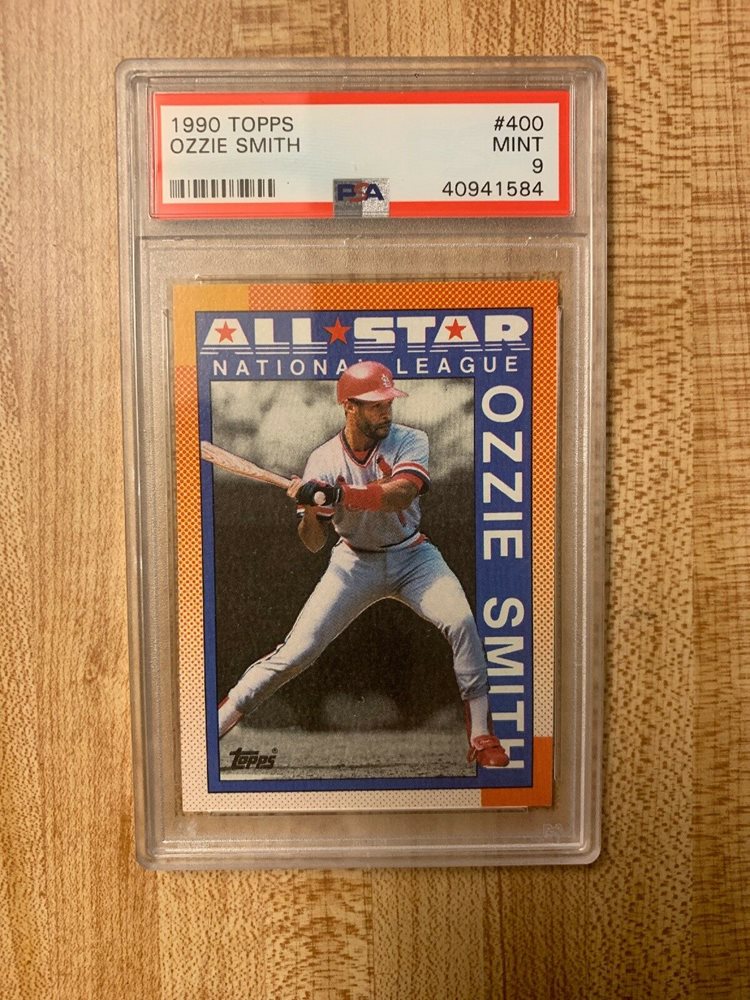 1990 TOPPS #400
OZZIE SMITH MINT
9
PSA 40941584
ALL★STAR
NATIONAL LEAGUE
OZZIE SMITH
topps®